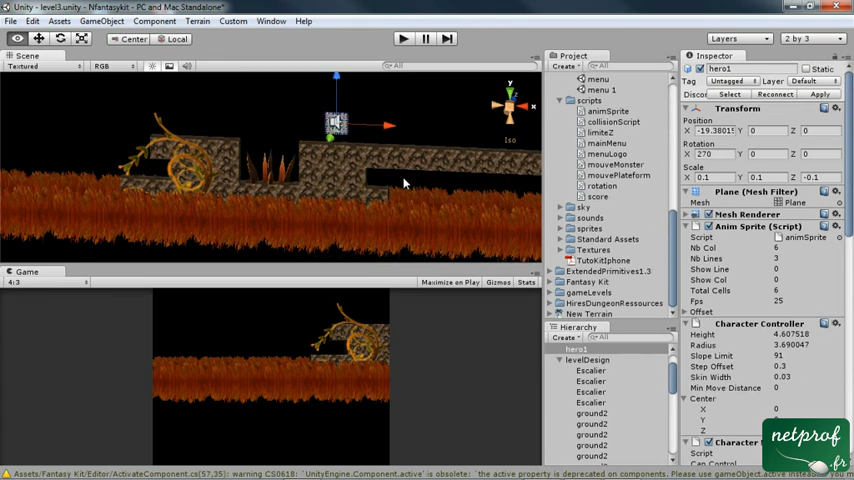 Unity - level3.unity - Nfantasykit - PC and Mac Standalone*
File Edit Assets GameObject Component Terrain Custom Window Help
Center Local Layers 2 by 3
Scene
Textured RGB All
y
x
Iso
Game
4:3 Maximize on Play Gizmos Stats
Project
Create All
menu
menu 1
scripts
animSprite
collisionScript
limiteZ
mainMenu
menuLogo
mouveMonster
mouvePlateforme
rotation
score
sky
sounds
sprites
Standard Assets
Textures
TutoKitIphone
ExtendedPrimitives1.3
Fantasy Kit
gameLevels
HiresDungeonRessources
New Terrain
Hierarchy
Create All
hero1
levelDesign
Escalier
Escalier
Escalier
Escalier
ground2
ground2
ground2
ground2
Inspector
hero1 Static
Tag Untagged Layer Default
Discor Select Reconnect Apply
Transform
Position
X -19.38015 Y 0 Z 0
Rotation
X 270 Y 0 Z 0
Scale
X 0.1 Y 0.1 Z -0.1
Plane (Mesh Filter)
Mesh Plane
Mesh Renderer
Anim Sprite (Script)
Script animSprite
Nb Col 6
Nb Lines 3
Show Line 0
Show Col 0
Total Cells 6
Fps 25
Offset
Character Controller
Height 4.607518
Radius 3.690047
Slope Limit 91
Step Offset 0.3
Skin Width 0.03
Min Move Distance 0
Center
X 0
Y 0
Z
Script
netprof
.fr
Assets/Fantasy Kit/Editor/ActivateComponent.cs(57,35): warning CS0618: `UnityEngine.Component.active' is obsolete: `the active property is deprecated on components. Please use gameObject.active instead